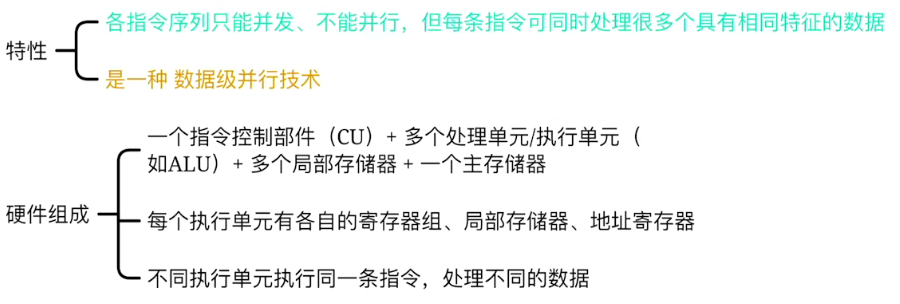 特性
各指令序列只能并发、不能并行，但每条指令可同时处理很多个具有相同特征的数据
是一种 数据级并行技术
硬件组成
一个指令控制部件（CU）+ 多个处理单元/执行单元（
如ALU）+ 多个局部存储器 + 一个主存储器
每个执行单元有各自的寄存器组、局部存储器、地址寄存器
不同执行单元执行同一条指令，处理不同的数据